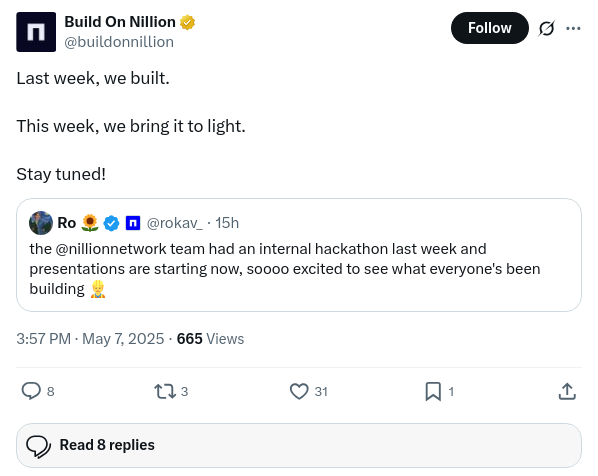 Build On Nillion
@buildonnillion
Follow
Last week, we built.
This week, we bring it to light.
Stay tuned!
Ro 🌻 @rokav_ · 15h
the @nillionnetwork team had an internal hackathon last week and
presentations are starting now, soooo excited to see what everyone's been
building 👷
3:57 PM · May 7, 2025 · 665 Views
8 3 31 1
Read 8 replies